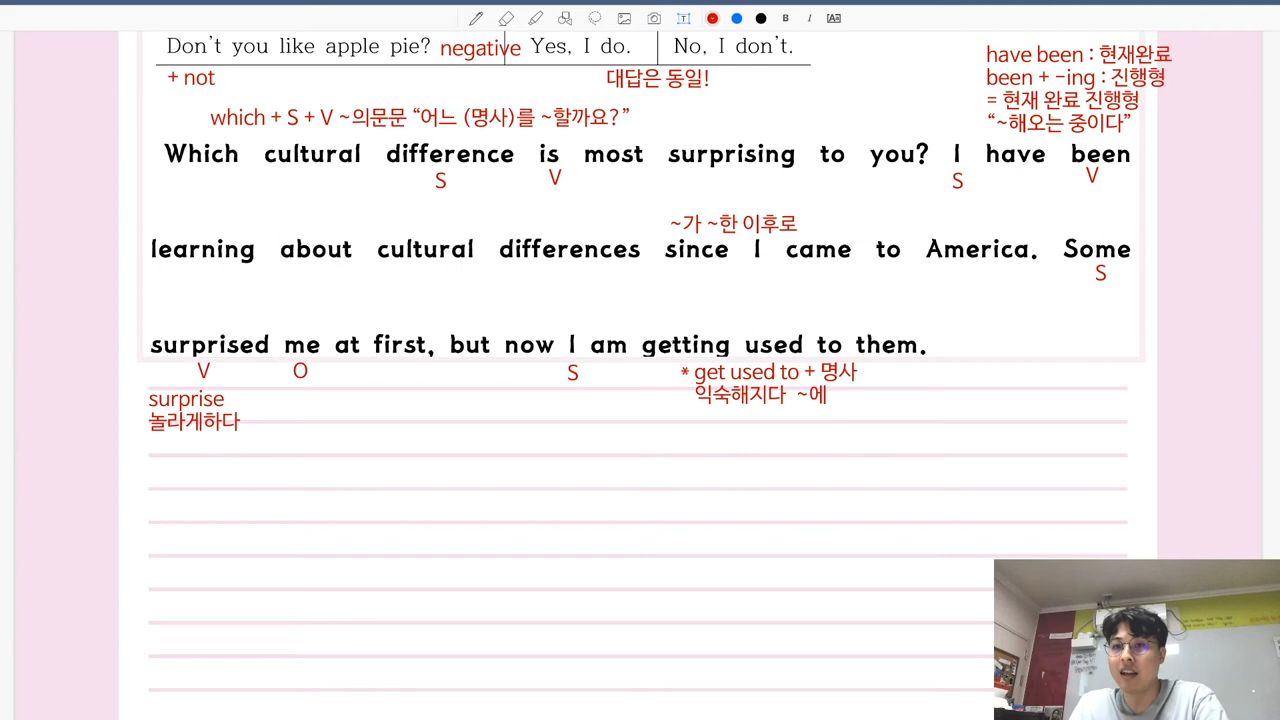 Don't you like apple pie? negative Yes, I do. No, I don't.
+ not 대답은 동일!
have been : 현재완료
been + -ing : 진행형
= 현재 완료 진행형
“~해오는 중이다”
which + S + V ~의문문 “어느 (명사)를 ~할까요?”
Which cultural difference is most surprising to you? I have been
S V S V
~가 ~한 이후로
learning about cultural differences since I came to America. Some
S
surprised me at first, but now I am getting used to them.
V O S * get used to + 명사
surprise 익숙해지다 ~에
놀라게하다